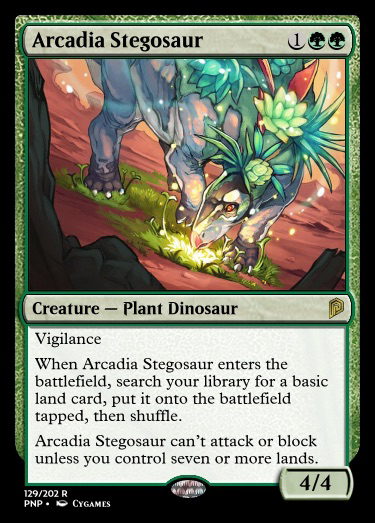 Arcadia Stegosaur 1
Creature — Plant Dinosaur
Vigilance
When Arcadia Stegosaur enters the
battlefield, search your library for a basic
land card, put it onto the battlefield
tapped, then shuffle.
Arcadia Stegosaur can't attack or block
unless you control seven or more lands.
4/4
129/202 R
PNP • Cygames